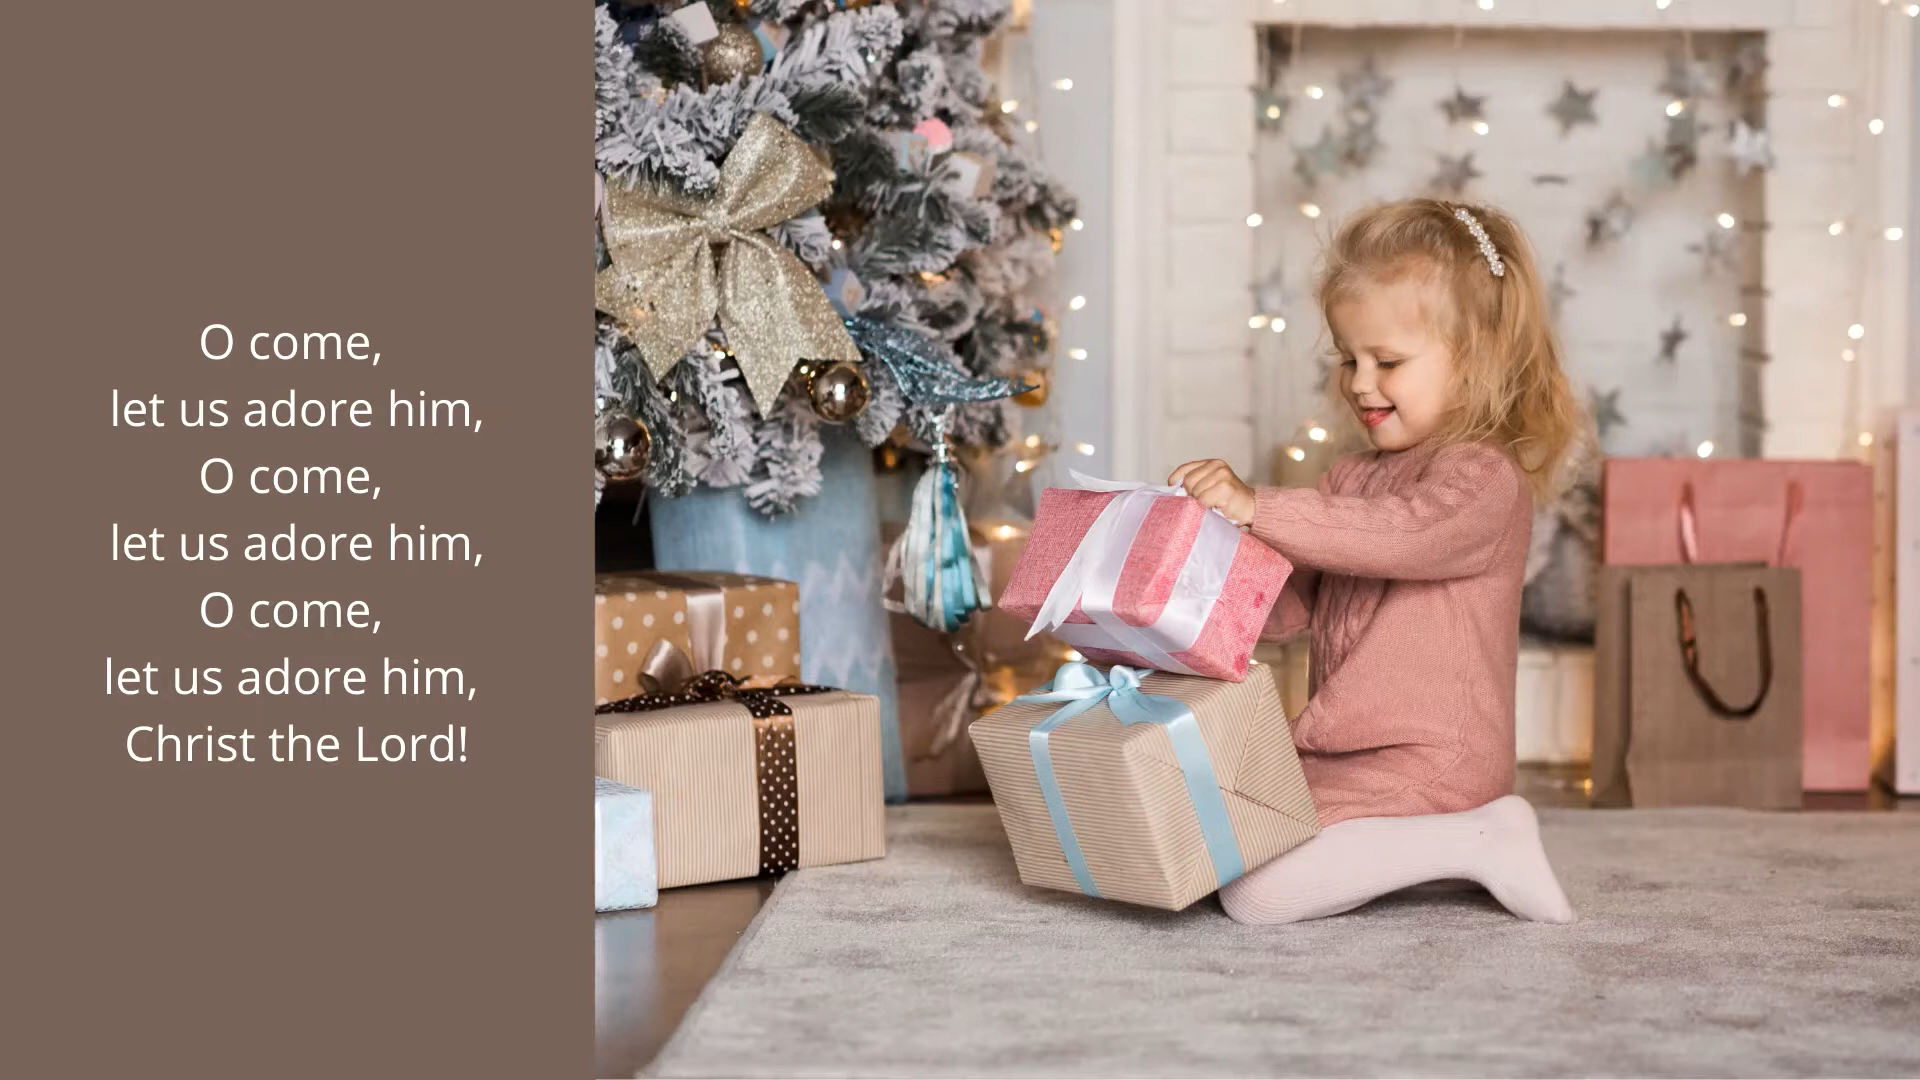 O come,
let us adore him,
O come,
let us adore him,
O come,
let us adore him,
Christ the Lord!